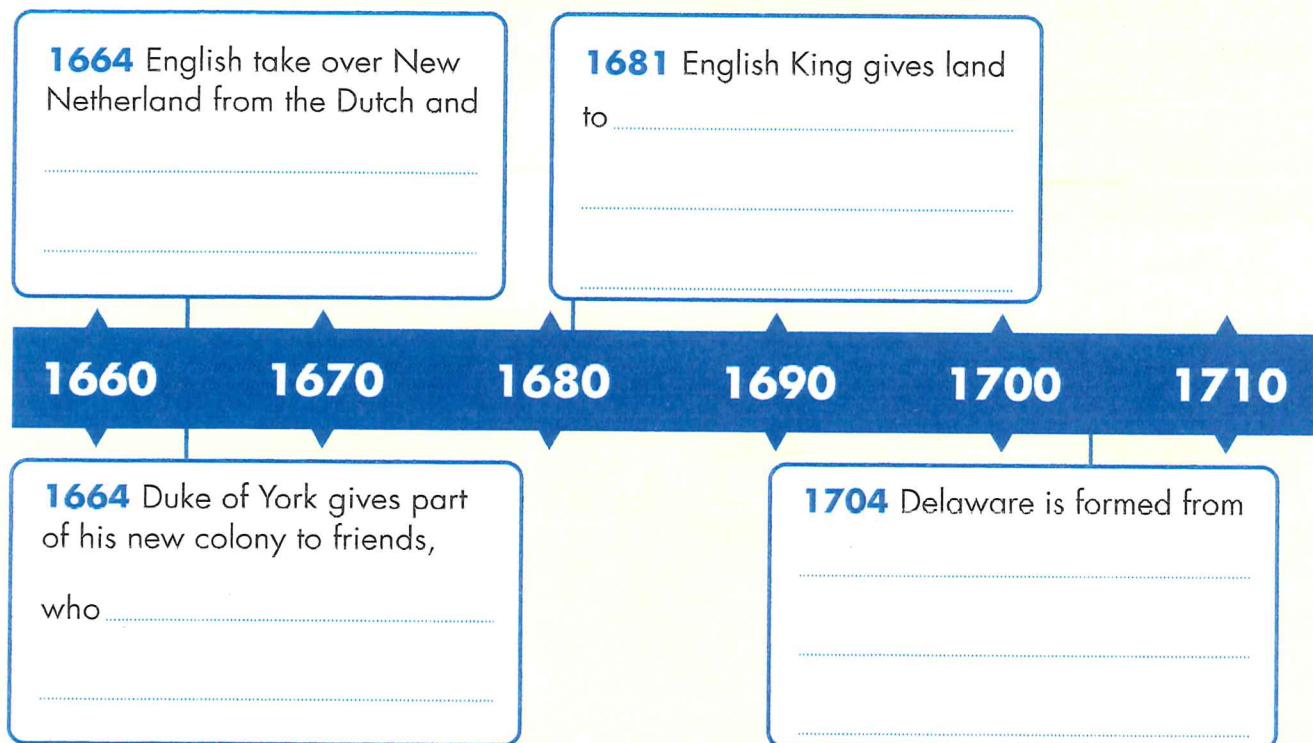 1664 English take over New
Netherland from the Dutch and
1681 English King gives land
to
1660 1670 1680 1690 1700 1710
1664 Duke of York gives part
of his new colony to friends,
who
1704 Delaware is formed from